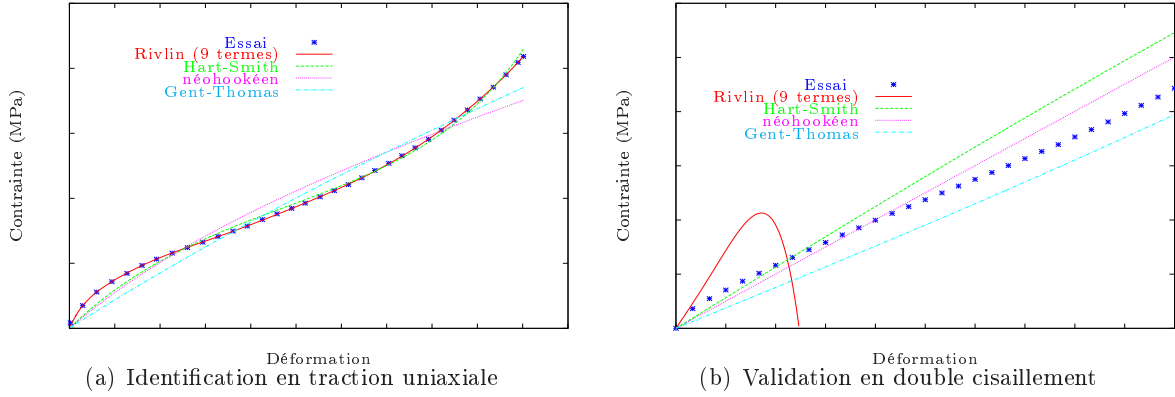 Essai
Rivlin (9 termes)
Hart-Smith
néohookéen
Gent-Thomas
Contrainte (MPa)
Déformation
(a) Identification en traction uniaxiale
Essai
Rivlin (9 termes)
Hart-Smith
néohookéen
Gent-Thomas
Contrainte (MPa)
Déformation
(b) Validation en double cisaillement